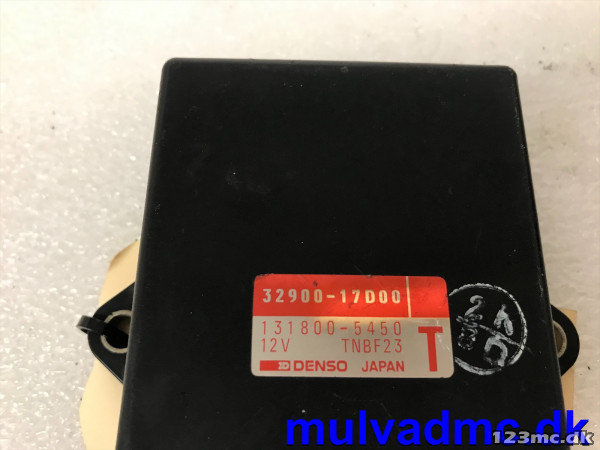 32900-17D00
131800-5450
12V TNBF23 T
DENSO JAPAN
mulvadmc.dk
123mc.dk